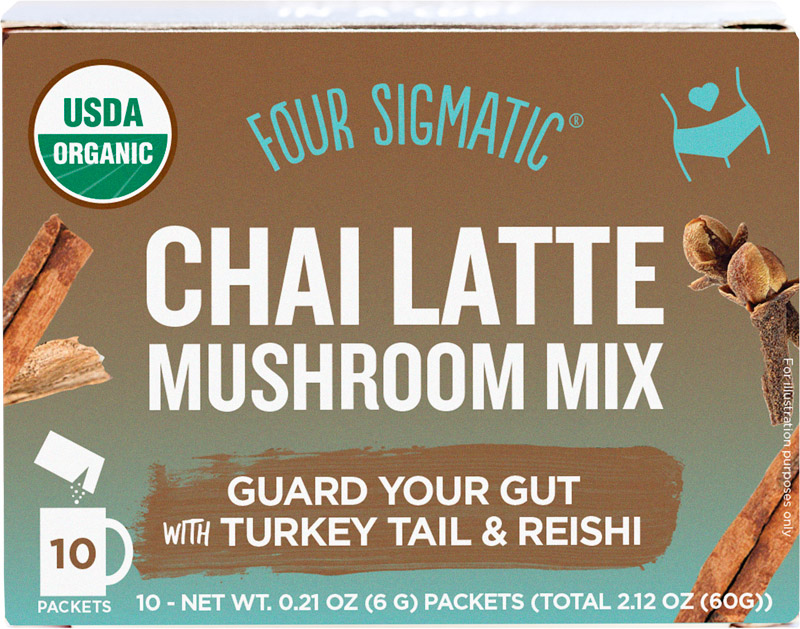 USDA
ORGANIC
FOUR SIGMATIC®
CHAI LATTE
MUSHROOM MIX
For illustration purposes only
GUARD YOUR GUT
WITH TURKEY TAIL & REISHI
10
PACKETS
10 - NET WT. 0.21 OZ (6 G) PACKETS (TOTAL 2.12 OZ (60G))